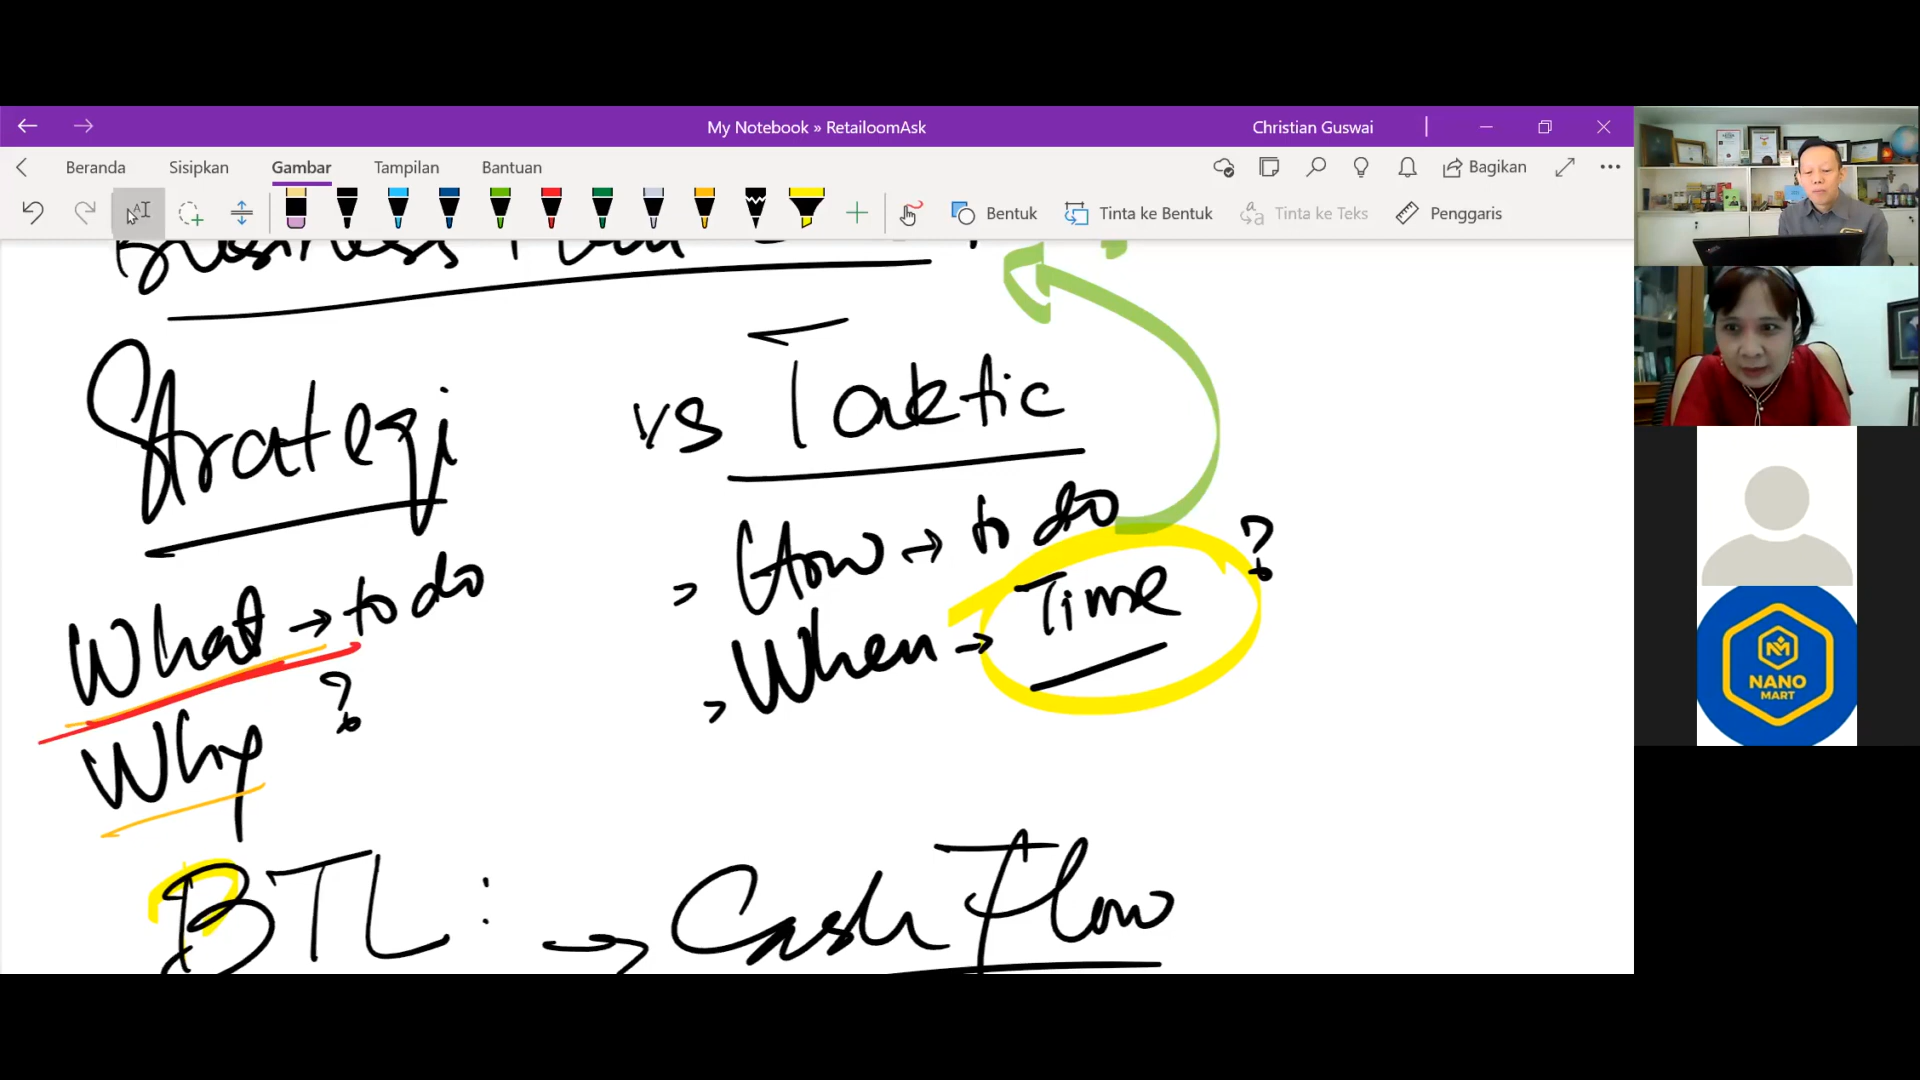 My Notebook » RetailoomAsk
Christian Guswai
Beranda Sisipkan Gambar Tampilan Bantuan
Bagikan
Bentuk Tinta ke Bentuk Tinta ke Teks Penggaris
Business
Strategi vs Taktic
How → to do ?
What → to do
When → Time
?
Why
BTL : → Cash Flow
NANO
MART